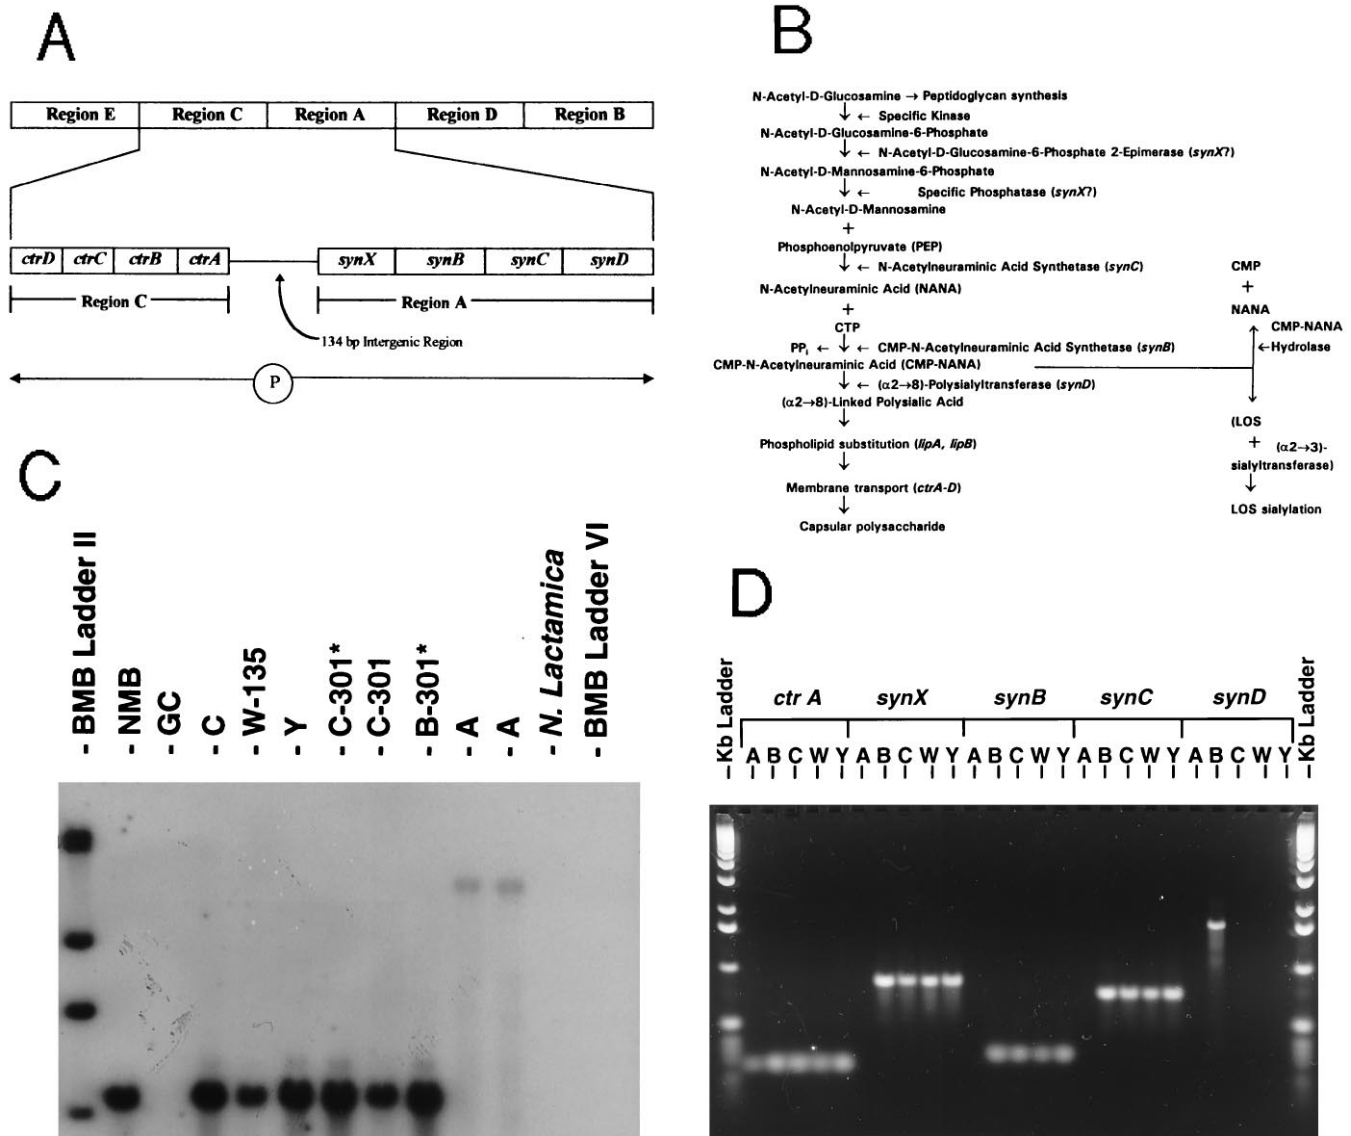 A
Region E Region C Region A Region D Region B
ctrD ctrC ctrB ctrA synX synB synC synD
Region C Region A
134 bp Intergenic Region
P
B
N-Acetyl-D-Glucosamine → Peptidoglycan synthesis
↓ ← Specific Kinase
N-Acetyl-D-Glucosamine-6-Phosphate
↓ ← N-Acetyl-D-Glucosamine-6-Phosphate 2-Epimerase (synX?)
N-Acetyl-D-Mannosamine-6-Phosphate
↓ ← Specific Phosphatase (synX?)
N-Acetyl-D-Mannosamine
+
Phosphoenolpyruvate (PEP)
↓ ← N-Acetylneuraminic Acid Synthetase (synC)
N-Acetylneuraminic Acid (NANA)
+
CTP
PPi ← ↓ ← CMP-N-Acetylneuraminic Acid Synthetase (synB)
CMP-N-Acetylneuraminic Acid (CMP-NANA)
↓ ← (α2→8)-Polysialyltransferase (synD)
(α2→8)-Linked Polysialic Acid
↓
Phospholipid substitution (lipA, lipB)
↓
Membrane transport (ctrA-D)
↓
Capsular polysaccharide
CMP
+
NANA
CMP-NANA
←Hydrolase
(LOS
+ (α2→3)-
sialyltransferase)
↓
LOS sialylation
C
- BMB Ladder II
- NMB
- GC
- C
- W-135
- Y
- C-301*
- C-301
- B-301*
- A
- A
- N. Lactamica
- BMB Ladder VI
D
– Kb Ladder
ctr A synX synB synC synD
A B C W Y A B C W Y A B C W Y A B C W Y A B C W Y
– Kb Ladder